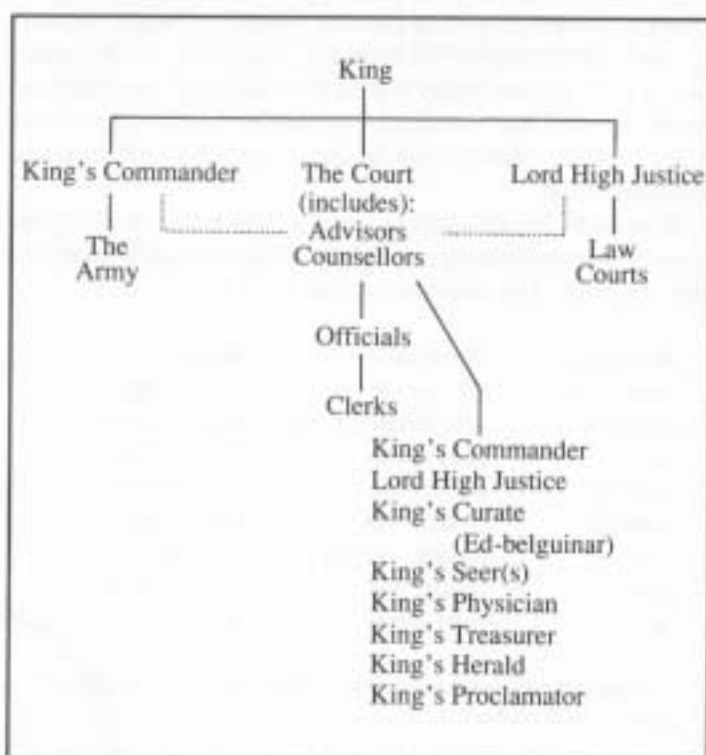 King
King's Commander
The Court
(includes):
Advisors
Counsellors
Lord High Justice
The
Army
Law
Courts
Officials
Clerks
King's Commander
Lord High Justice
King's Curate
(Ed-belguinar)
King's Seer(s)
King's Physician
King's Treasurer
King's Herald
King's Proclamator